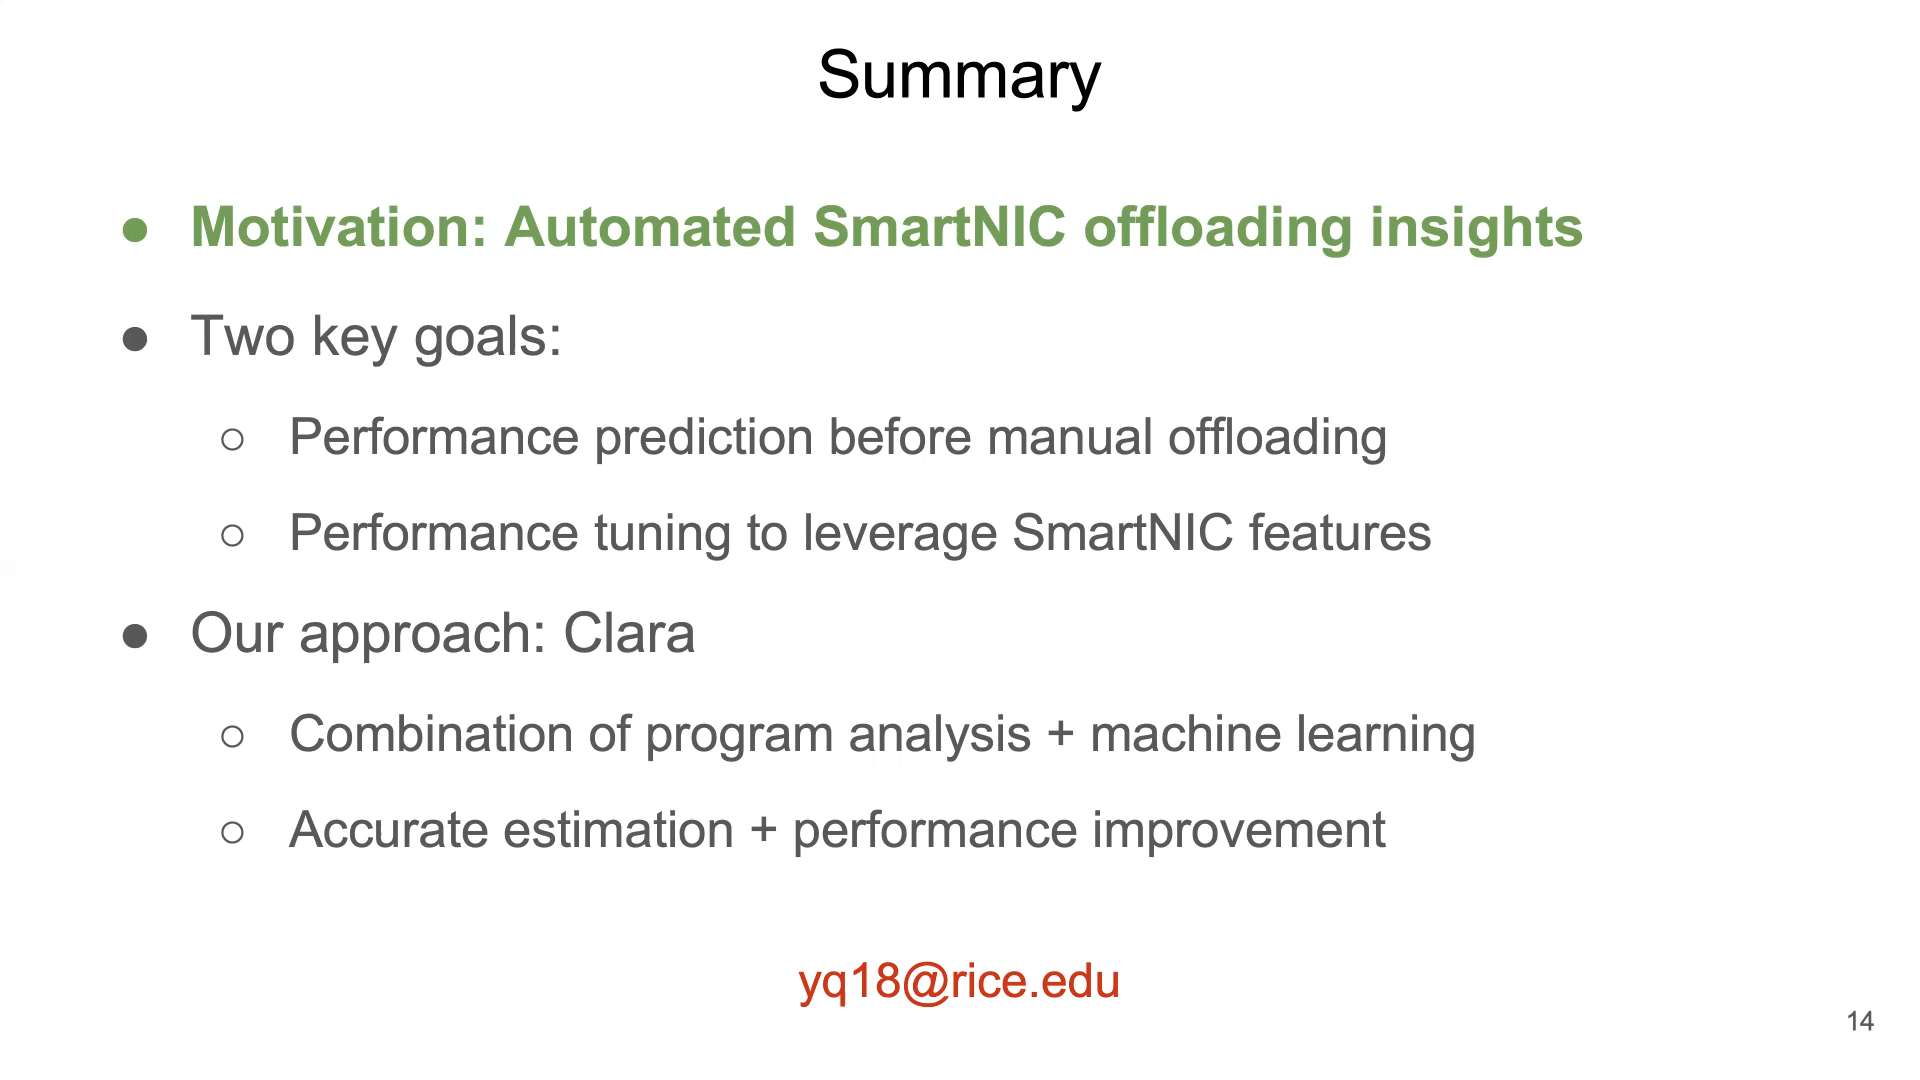 Summary
● Motivation: Automated SmartNIC offloading insights
● Two key goals:
○ Performance prediction before manual offloading
○ Performance tuning to leverage SmartNIC features
● Our approach: Clara
○ Combination of program analysis + machine learning
○ Accurate estimation + performance improvement
yq18@rice.edu
14